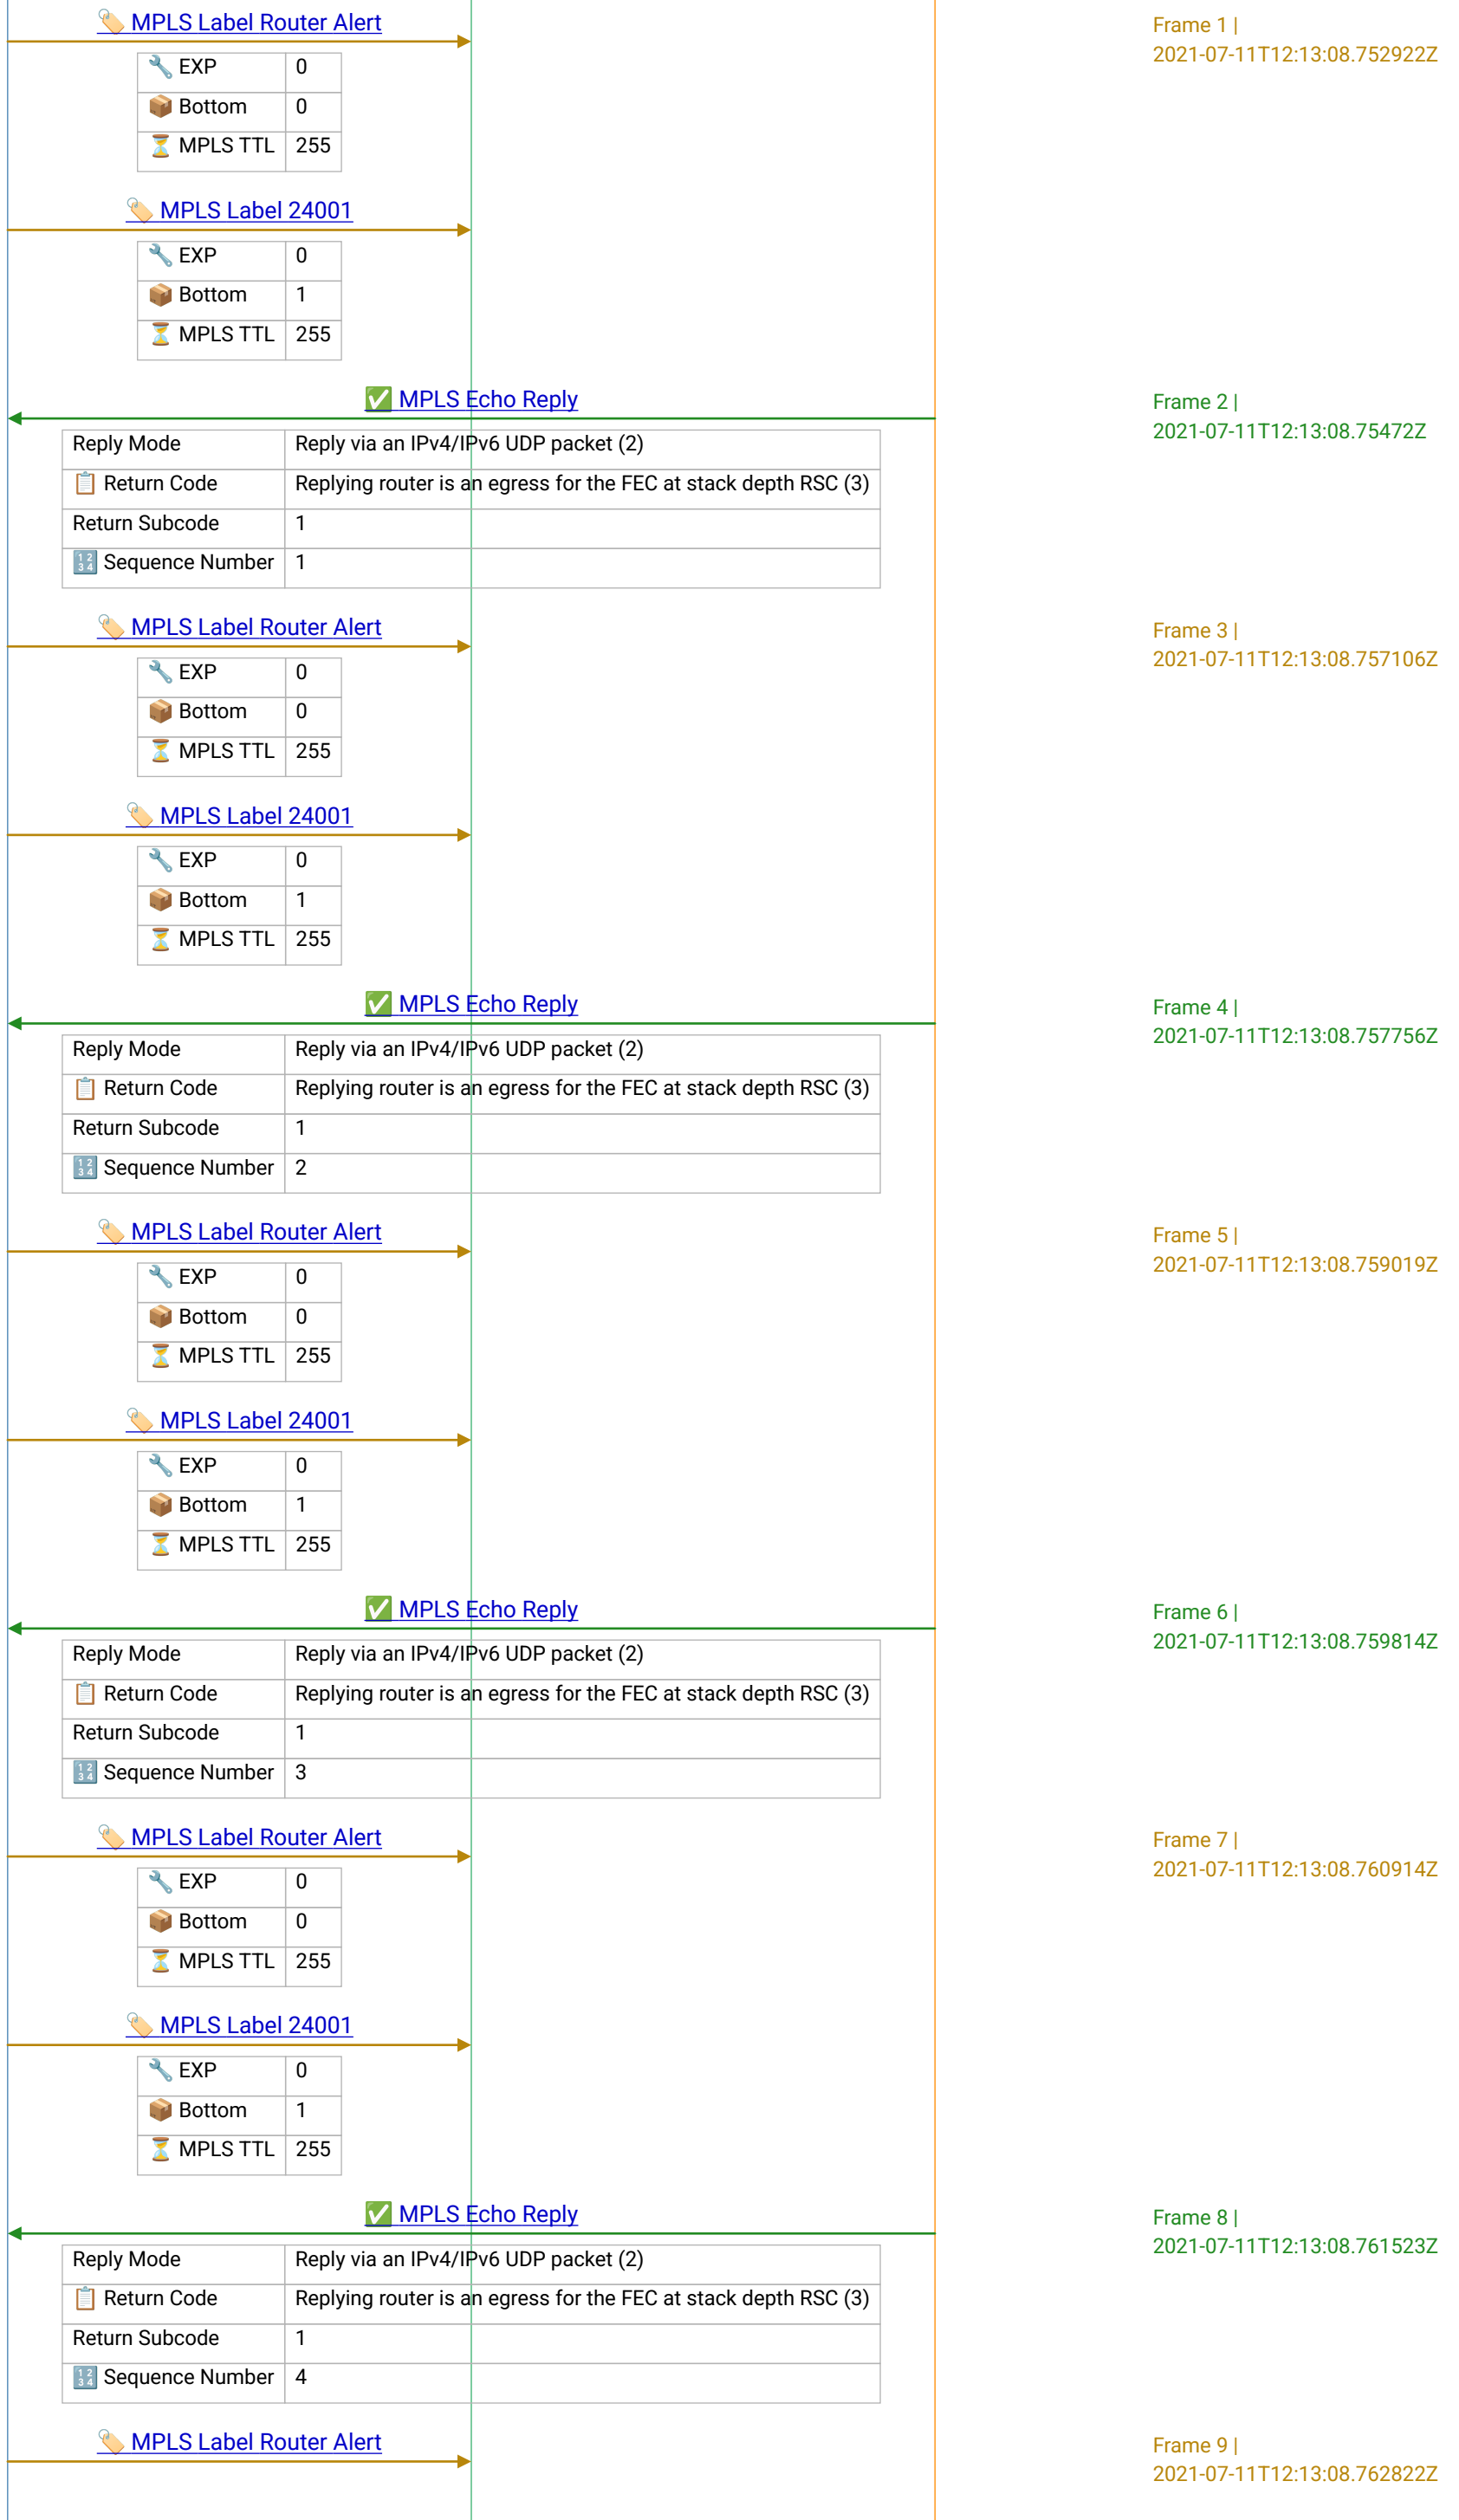 🏷️ MPLS Label Router Alert
Frame 1 |
2021-07-11T12:13:08.752922Z
🔧 EXP 0
📦 Bottom 0
⏳ MPLS TTL 255
🏷️ MPLS Label 24001
🔧 EXP 0
📦 Bottom 1
⏳ MPLS TTL 255
✅ MPLS Echo Reply
Frame 2 |
2021-07-11T12:13:08.75472Z
Reply Mode Reply via an IPv4/IPv6 UDP packet (2)
📋 Return Code Replying router is an egress for the FEC at stack depth RSC (3)
Return Subcode 1
🔢 Sequence Number 1
🏷️ MPLS Label Router Alert
Frame 3 |
2021-07-11T12:13:08.757106Z
🔧 EXP 0
📦 Bottom 0
⏳ MPLS TTL 255
🏷️ MPLS Label 24001
🔧 EXP 0
📦 Bottom 1
⏳ MPLS TTL 255
✅ MPLS Echo Reply
Frame 4 |
2021-07-11T12:13:08.757756Z
Reply Mode Reply via an IPv4/IPv6 UDP packet (2)
📋 Return Code Replying router is an egress for the FEC at stack depth RSC (3)
Return Subcode 1
🔢 Sequence Number 2
🏷️ MPLS Label Router Alert
Frame 5 |
2021-07-11T12:13:08.759019Z
🔧 EXP 0
📦 Bottom 0
⏳ MPLS TTL 255
🏷️ MPLS Label 24001
🔧 EXP 0
📦 Bottom 1
⏳ MPLS TTL 255
✅ MPLS Echo Reply
Frame 6 |
2021-07-11T12:13:08.759814Z
Reply Mode Reply via an IPv4/IPv6 UDP packet (2)
📋 Return Code Replying router is an egress for the FEC at stack depth RSC (3)
Return Subcode 1
🔢 Sequence Number 3
🏷️ MPLS Label Router Alert
Frame 7 |
2021-07-11T12:13:08.760914Z
🔧 EXP 0
📦 Bottom 0
⏳ MPLS TTL 255
🏷️ MPLS Label 24001
🔧 EXP 0
📦 Bottom 1
⏳ MPLS TTL 255
✅ MPLS Echo Reply
Frame 8 |
2021-07-11T12:13:08.761523Z
Reply Mode Reply via an IPv4/IPv6 UDP packet (2)
📋 Return Code Replying router is an egress for the FEC at stack depth RSC (3)
Return Subcode 1
🔢 Sequence Number 4
🏷️ MPLS Label Router Alert
Frame 9 |
2021-07-11T12:13:08.762822Z